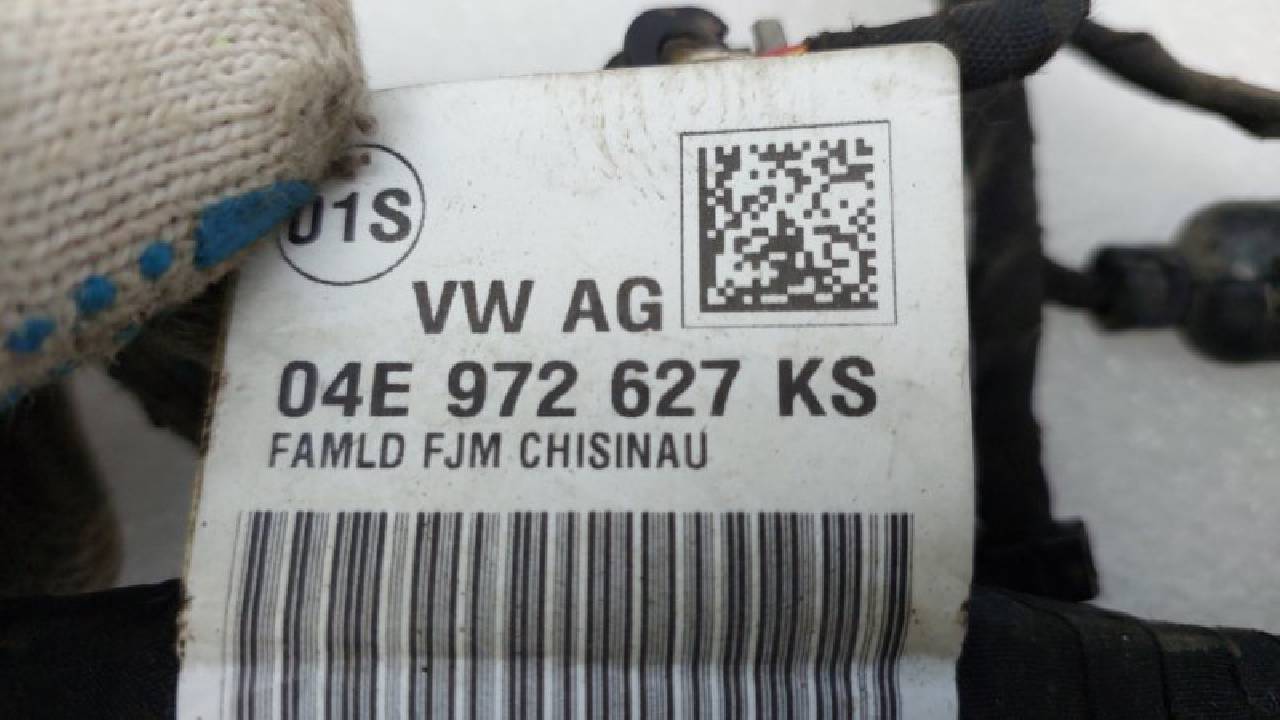 01S
VW AG
04E 972 627 KS
FAMLD FJM CHISINAU